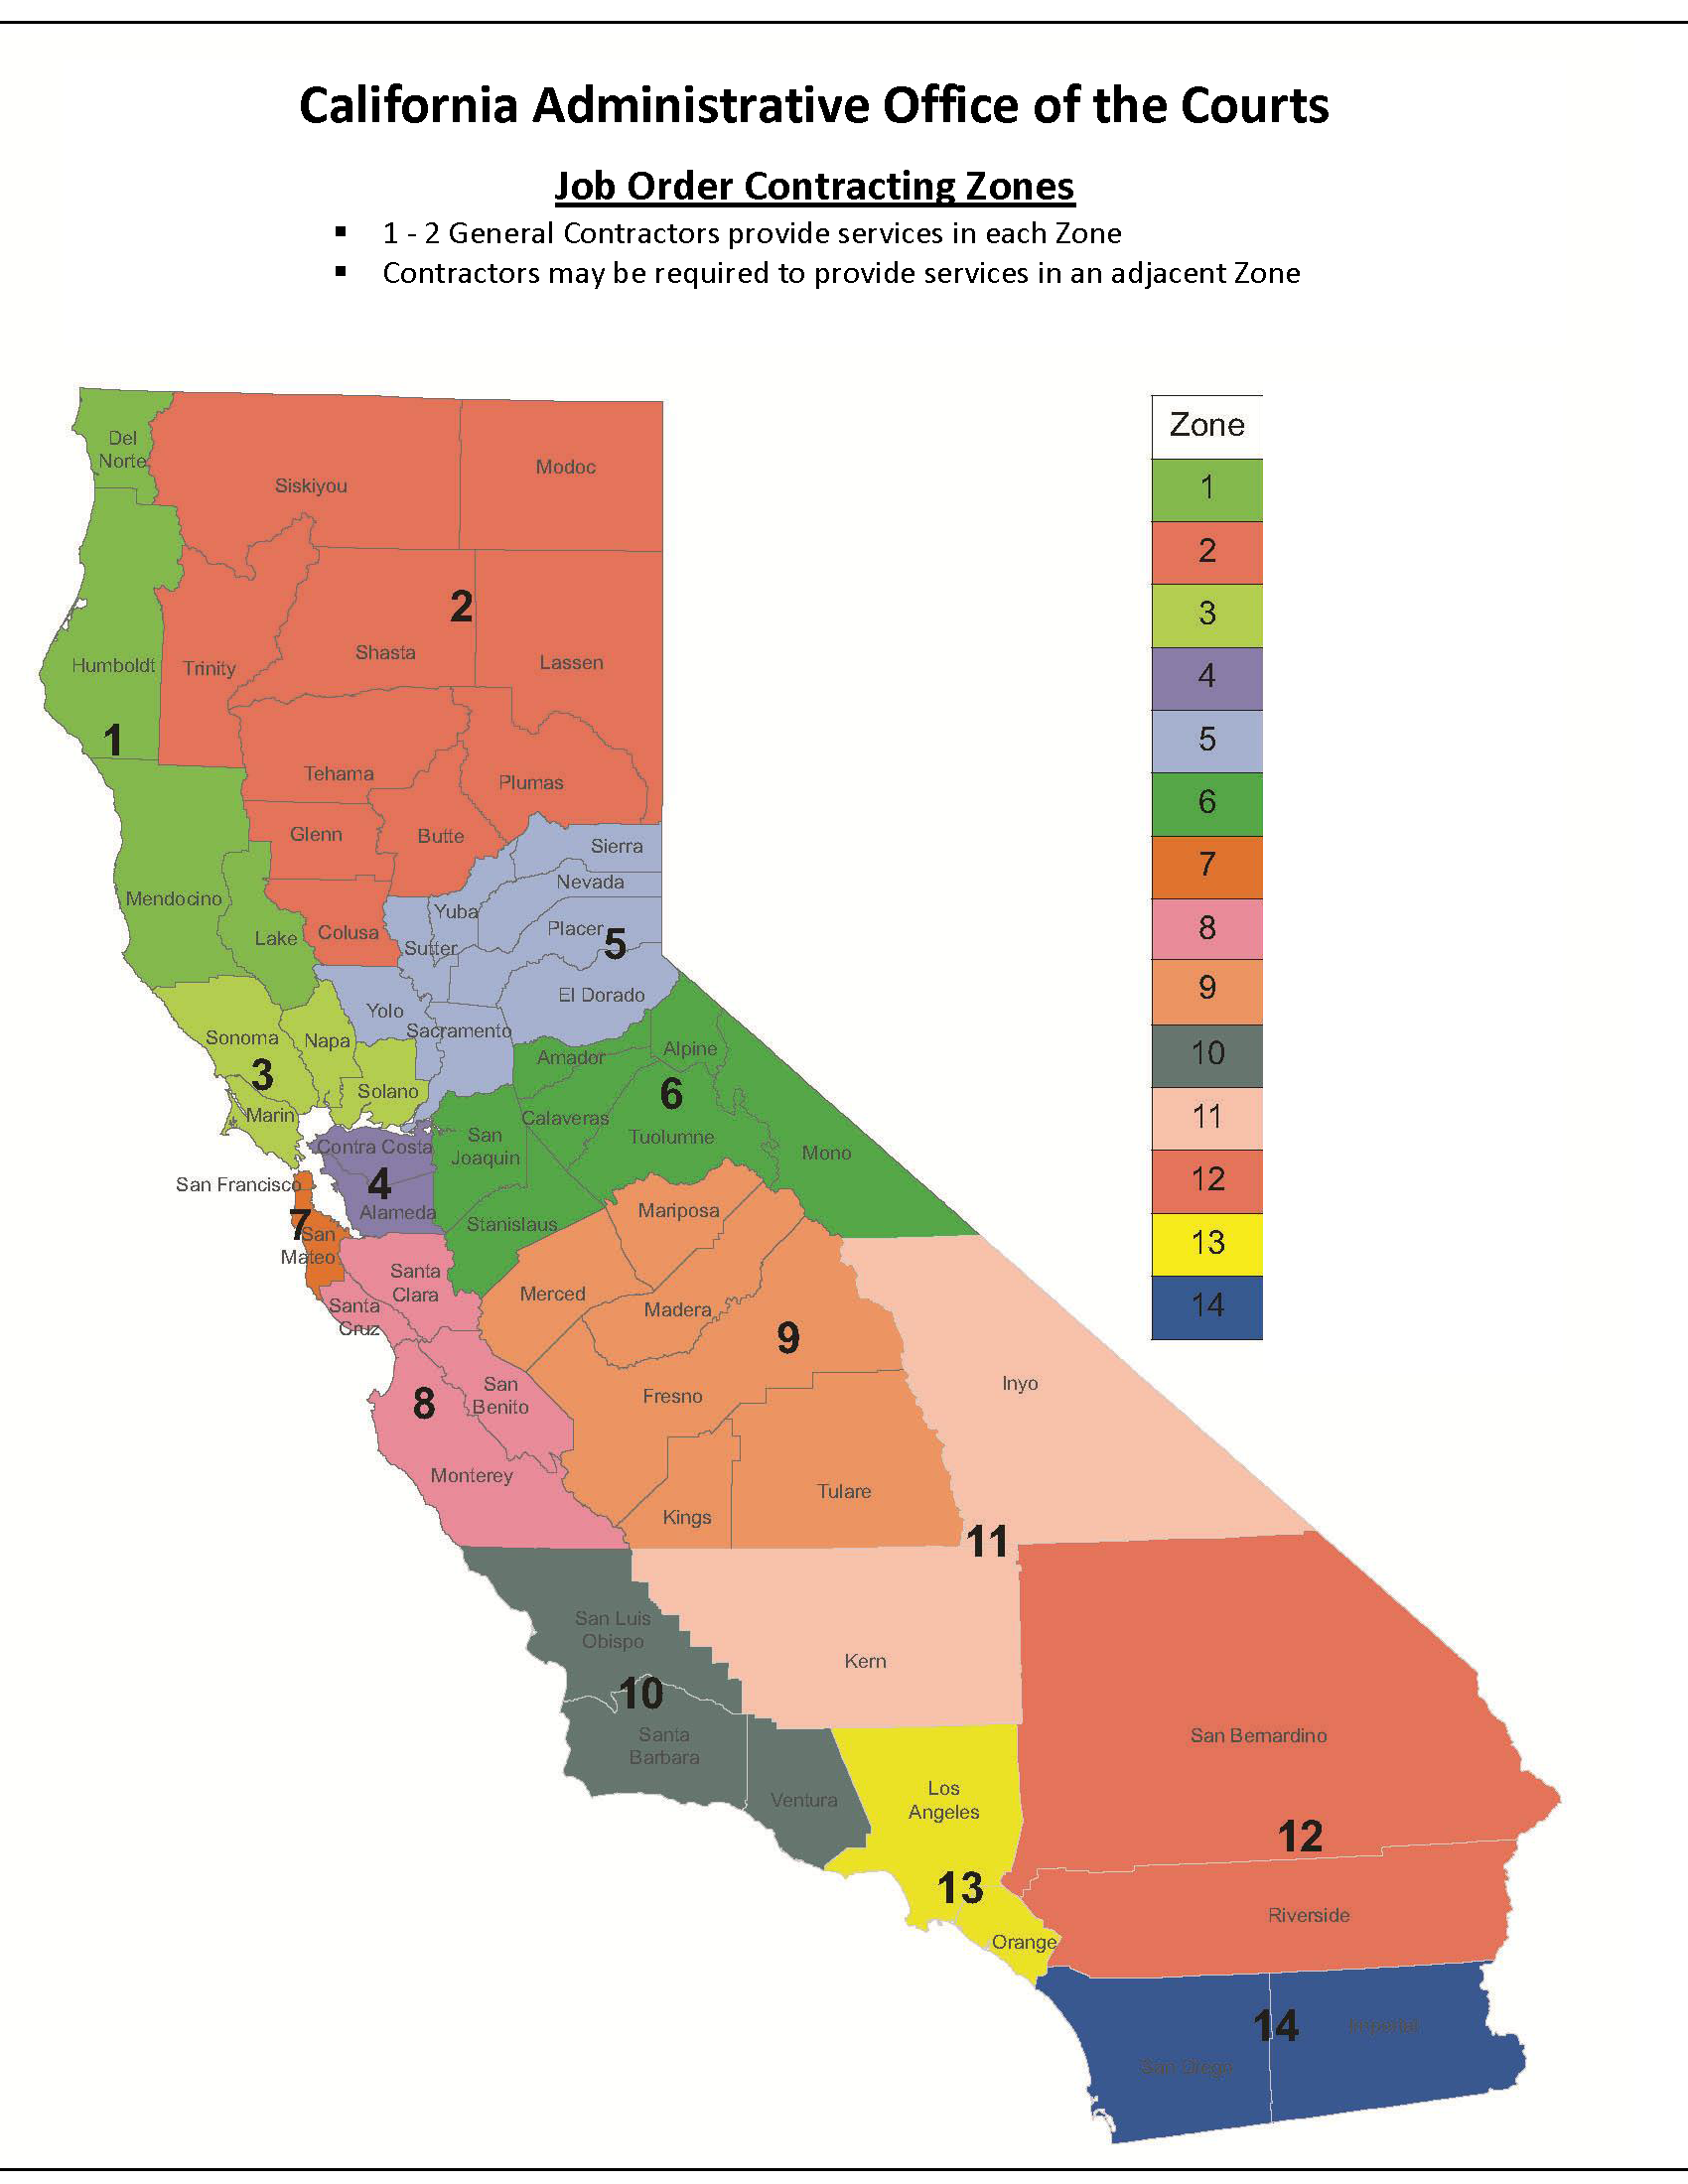 California Administrative Office of the Courts
Job Order Contracting Zones
▪ 1 - 2 General Contractors provide services in each Zone
▪ Contractors may be required to provide services in an adjacent Zone
Zone
1
2
3
4
5
6
7
8
9
10
11
12
13
14
Del
Norte
Siskiyou
Modoc
2
Humboldt
Trinity
Shasta
Lassen
1
Tehama
Plumas
Glenn
Butte
Sierra
Nevada
Mendocino
Yuba
Lake
Colusa
Sutter
Placer
5
El Dorado
Yolo
Sacramento
Sonoma
Napa
3
Solano
Marin
Amador
Alpine
6
Calaveras
Tuolumne
San
Joaquin
Mono
Contra Costa
4
Alameda
San Francisco
7
San
Mateo
Stanislaus
Mariposa
Santa
Clara
Santa
Cruz
Merced
Madera
9
Fresno
Inyo
San
Benito
8
Monterey
Tulare
Kings
11
San Luis
Obispo
10
Kern
Santa
Barbara
Ventura
San Bernardino
Los
Angeles
12
13
Riverside
Orange
14
Imperial
San Diego